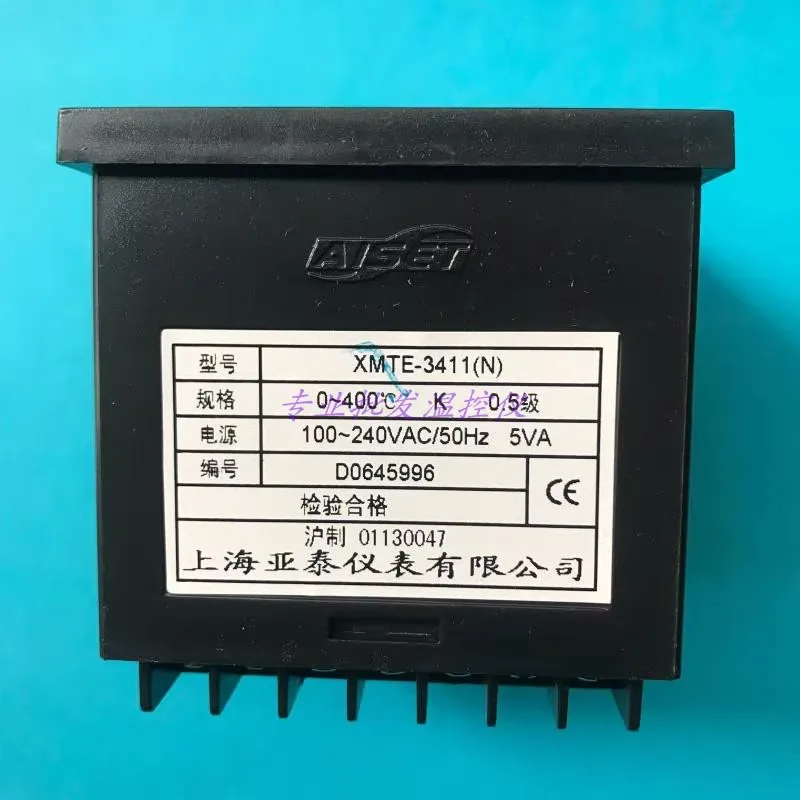 AISET
型号 XMTE-3411(N)
规格 0~400℃ K 0.5级
专业批发温控仪
电源 100~240VAC/50Hz 5VA
编号 D0645996
CE
检验合格
沪制 01130047
上海亚泰仪表有限公司